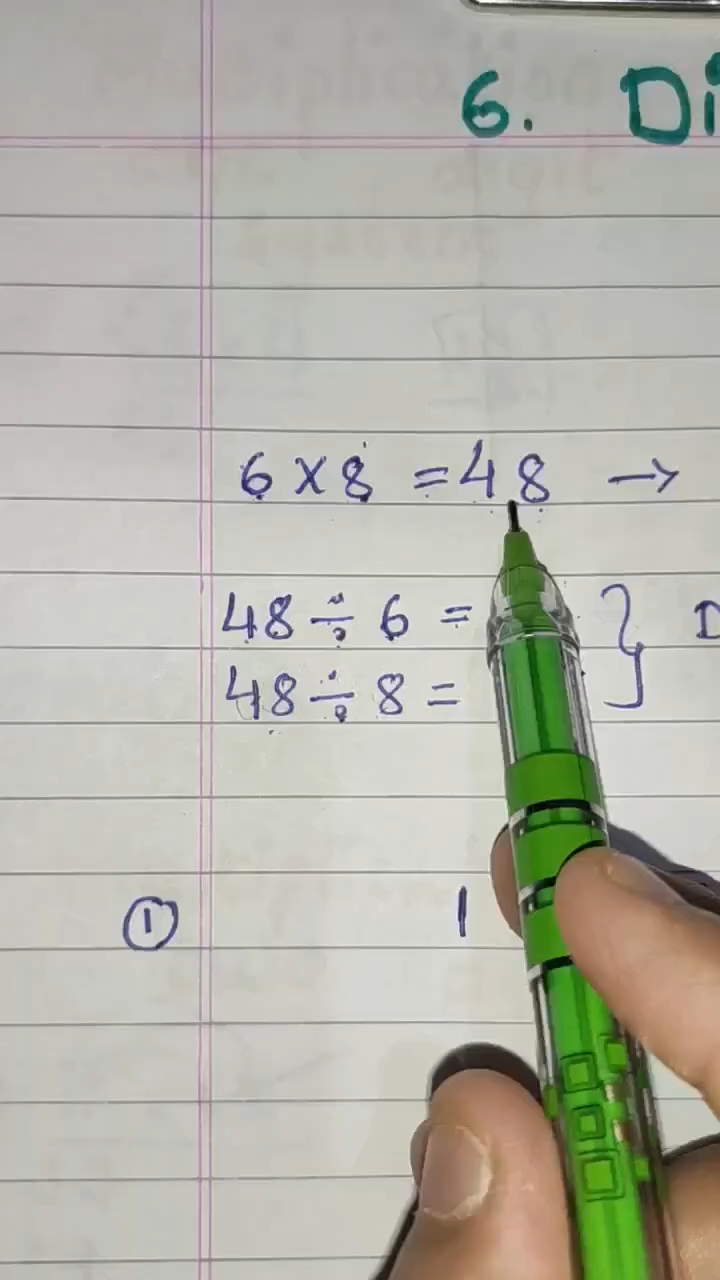 6. Di
6 x 8 = 48 →
48 ÷ 6 = } D
48 ÷ 8 =
① 1